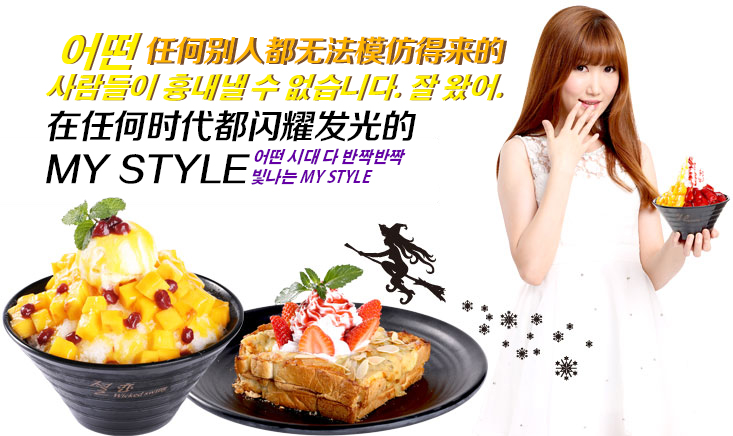 어떤 任何别人都无法模仿得来的
사람들이 흉내낼 수 없습니다. 잘 왔어.
在任何时代都闪耀发光的
MY STYLE 어떤 시대 다 반짝반짝
빛나는 MY STYLE
Wicked snow